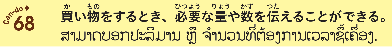 Can-do 68
買い物をするとき、必要な量や数を伝えることができる。
ສາມາດບອກປະລິມານ ຫຼື ຈຳນວນທີ່ຕ້ອງການເວລາຊື້ເຄື່ອງ.